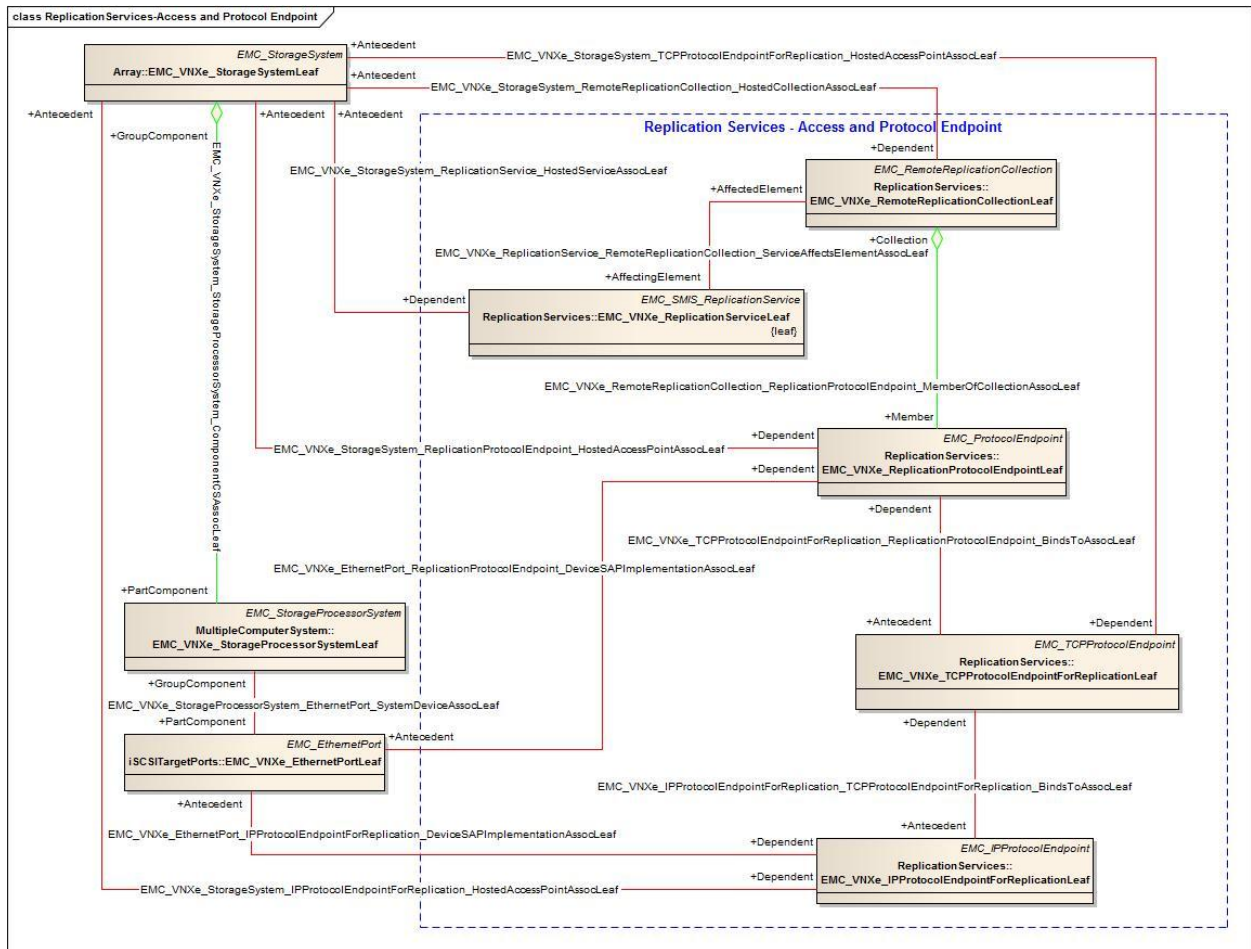 class ReplicationServices-Access and Protocol Endpoint
EMC_StorageSystem
Array::EMC_VNXe_StorageSystemLeaf
+Antecedent
EMC_VNXe_StorageSystem_TCPProtocolEndpointForReplication_HostedAccessPointAssocLeaf
+Antecedent
EMC_VNXe_StorageSystem_RemoteReplicationCollection_HostedCollectionAssocLeaf
+Antecedent
+GroupComponent
+Antecedent
+Antecedent
Replication Services - Access and Protocol Endpoint
+Dependent
EMC_VNXe_StorageSystem_StorageProcessorSystem_ComponentCSAssocLeaf
EMC_VNXe_StorageSystem_ReplicationService_HostedServiceAssocLeaf
EMC_RemoteReplicationCollection
ReplicationServices::
EMC_VNXe_RemoteReplicationCollectionLeaf
+AffectedElement
+Collection
EMC_VNXe_ReplicationService_RemoteReplicationCollection_ServiceAffectsElementAssocLeaf
+AffectingElement
+Dependent
EMC_SMIS_ReplicationService
ReplicationServices::EMC_VNXe_ReplicationServiceLeaf
{leaf}
EMC_VNXe_RemoteReplicationCollection_ReplicationProtocolEndpoint_MemberOfCollectionAssocLeaf
+Member
+Dependent
EMC_VNXe_StorageSystem_ReplicationProtocolEndpoint_HostedAccessPointAssocLeaf
+Dependent
EMC_ProtocolEndpoint
ReplicationServices::
EMC_VNXe_ReplicationProtocolEndpointLeaf
+Dependent
EMC_VNXe_TCPProtocolEndpointForReplication_ReplicationProtocolEndpoint_BindsToAssocLeaf
EMC_VNXe_EthernetPort_ReplicationProtocolEndpoint_DeviceSAPImplementationAssocLeaf
+PartComponent
EMC_StorageProcessorSystem
MultipleComputerSystem::
EMC_VNXe_StorageProcessorSystemLeaf
+Antecedent
+Dependent
EMC_TCPProtocolEndpoint
ReplicationServices::
EMC_VNXe_TCPProtocolEndpointForReplicationLeaf
+GroupComponent
EMC_VNXe_StorageProcessorSystem_EthernetPort_SystemDeviceAssocLeaf
+PartComponent
+Dependent
EMC_EthernetPort
iSCSITargetPorts::EMC_VNXe_EthernetPortLeaf
+Antecedent
EMC_VNXe_IPProtocolEndpointForReplication_TCPProtocolEndpointForReplication_BindsToAssocLeaf
+Antecedent
+Antecedent
EMC_VNXe_EthernetPort_IPProtocolEndpointForReplication_DeviceSAPImplementationAssocLeaf
+Dependent
EMC_IPProtocolEndpoint
ReplicationServices::
EMC_VNXe_IPProtocolEndpointForReplicationLeaf
+Dependent
EMC_VNXe_StorageSystem_IPProtocolEndpointForReplication_HostedAccessPointAssocLeaf